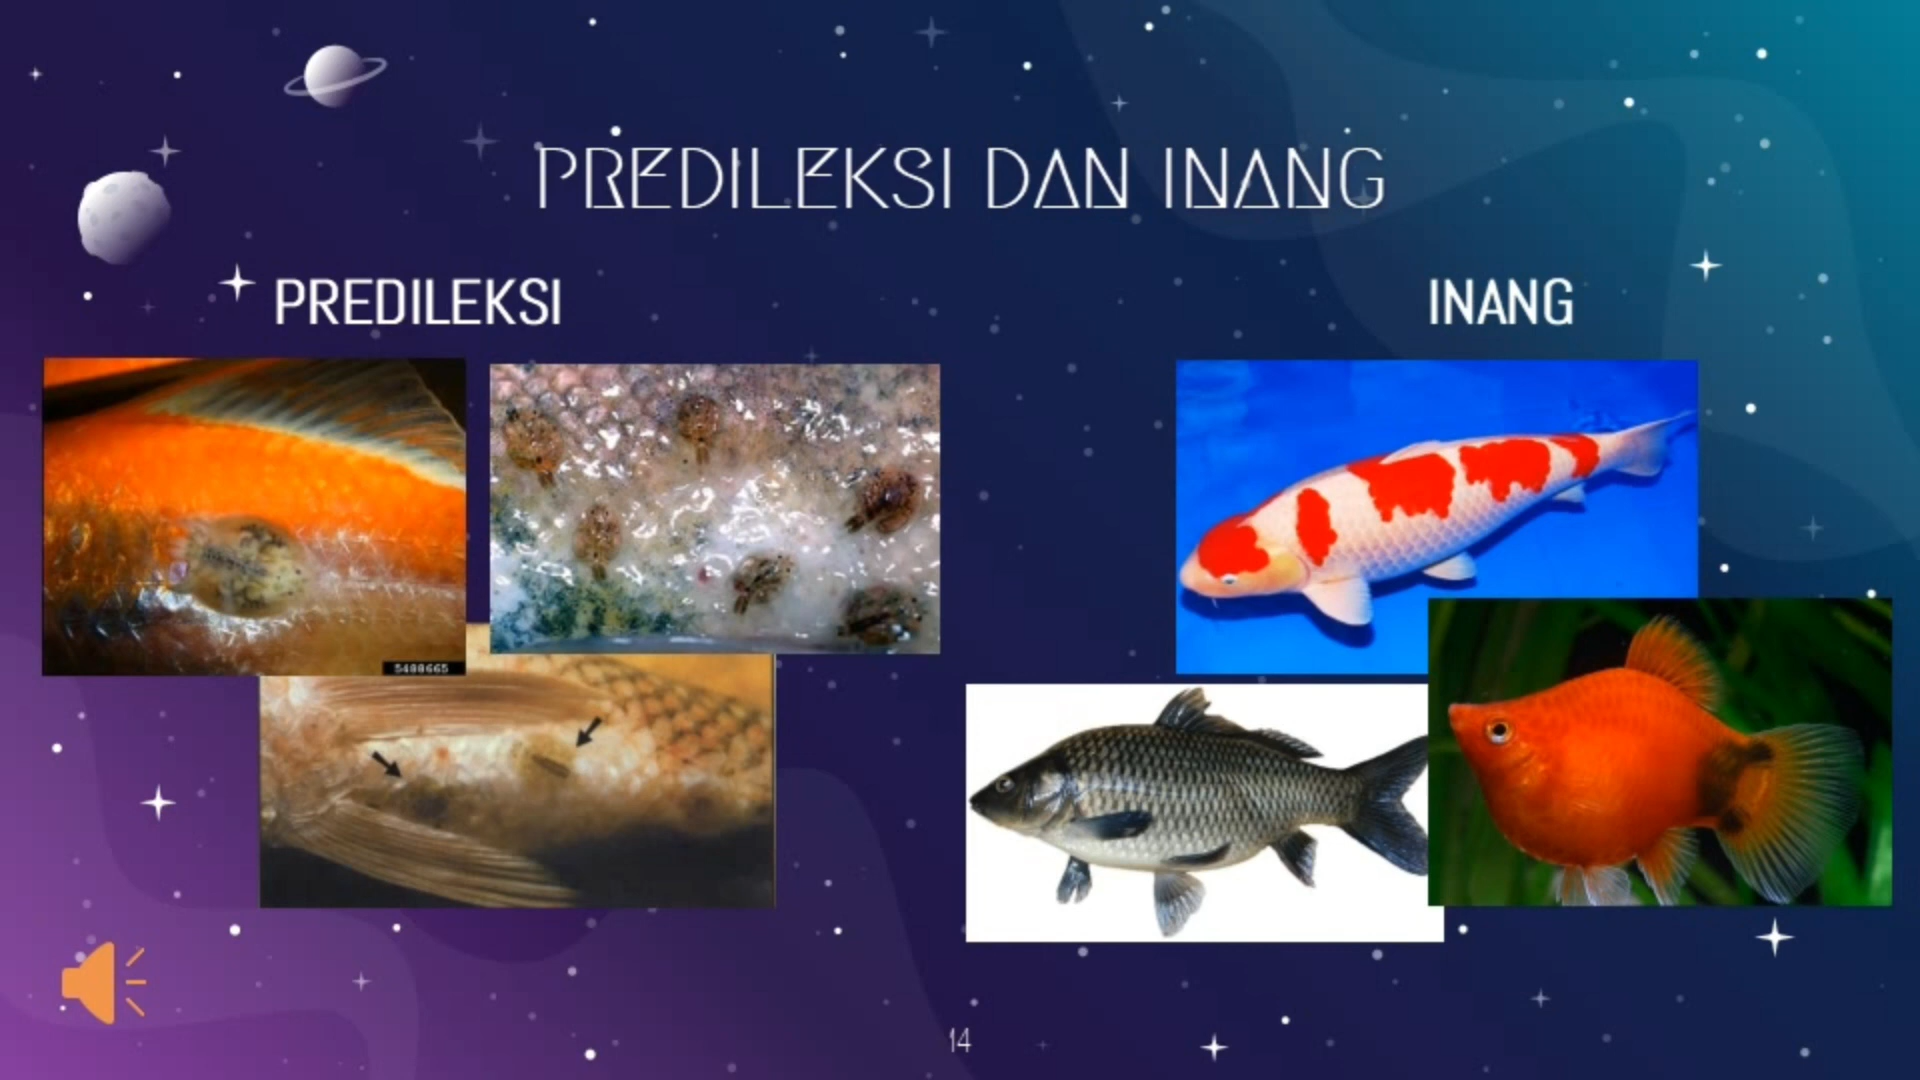 PREDILEKSI DAN INANG
PREDILEKSI
INANG
5488665
14